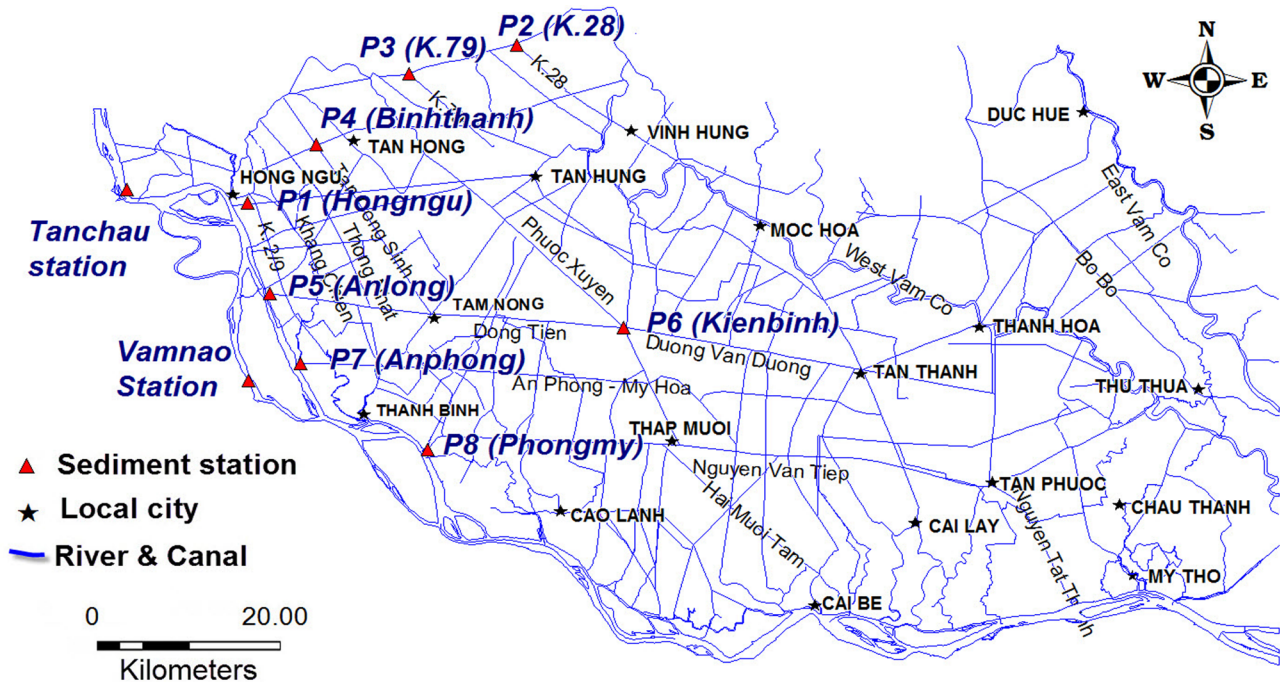 P2 (K.28)
P3 (K.79)
K.28
N
W
E
S
DUC HUE
P4 (Binhthanh)
VINH HUNG
TAN HONG
HONG NGU
TAN HUNG
P1 (Hongngu)
East Vam Co
Tanchau
station
K. 2/9
Phuoc Xuyen
MOC HOA
West Vam Co
Bo Bo
P5 (Anlong)
TAM NONG
Dong Tien
P6 (Kienbinh)
THANH HOA
Duong Van Duong
Vamnao
Station
P7 (Anphong)
An Phong - My Hoa
TAN THANH
THU THUA
THANH BINH
THAP MUOI
P8 (Phongmy)
Nguyen Van Tiep
Hai Muoi Tam
Sediment station
TAN PHUOC
Local city
CAO LANH
CAI LAY
CHAU THANH
River & Canal
MY THO
CAI BE
0
20.00
Kilometers